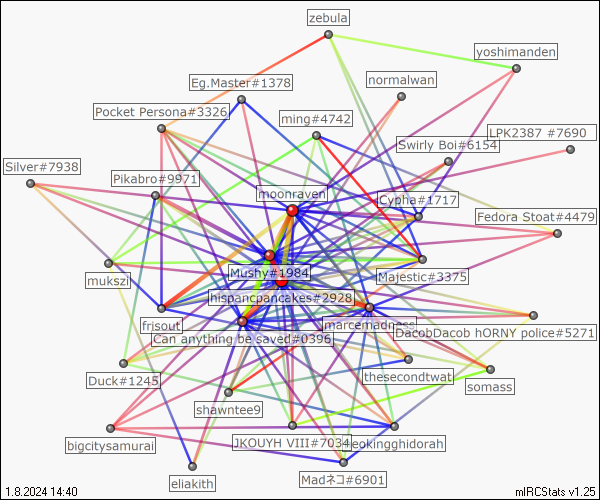 zebula
yoshimanden
normalwan
Eg.Master#1378
Pocket Persona#3326
ming#4742
LPK2387 #7690
Swirly Boi#6154
Silver#7938
Pikabro#9971
moonraven
Cypha#1717
Fedora Stoat#4479
Mushy#1984
Majestic#3375
mukszi
hispancpancakes#2928
frisout
marcemadness
DacobDacob hORNY police#5271
Can anything be saved#0396
thesecondtwat
Duck#1245
somass
shawntee9
JKOUYH VIII#7034
eokingghidorah
bigcitysamurai
eliakith
Madネコ#6901
1.8.2024 14:40
mIRCStats v1.25